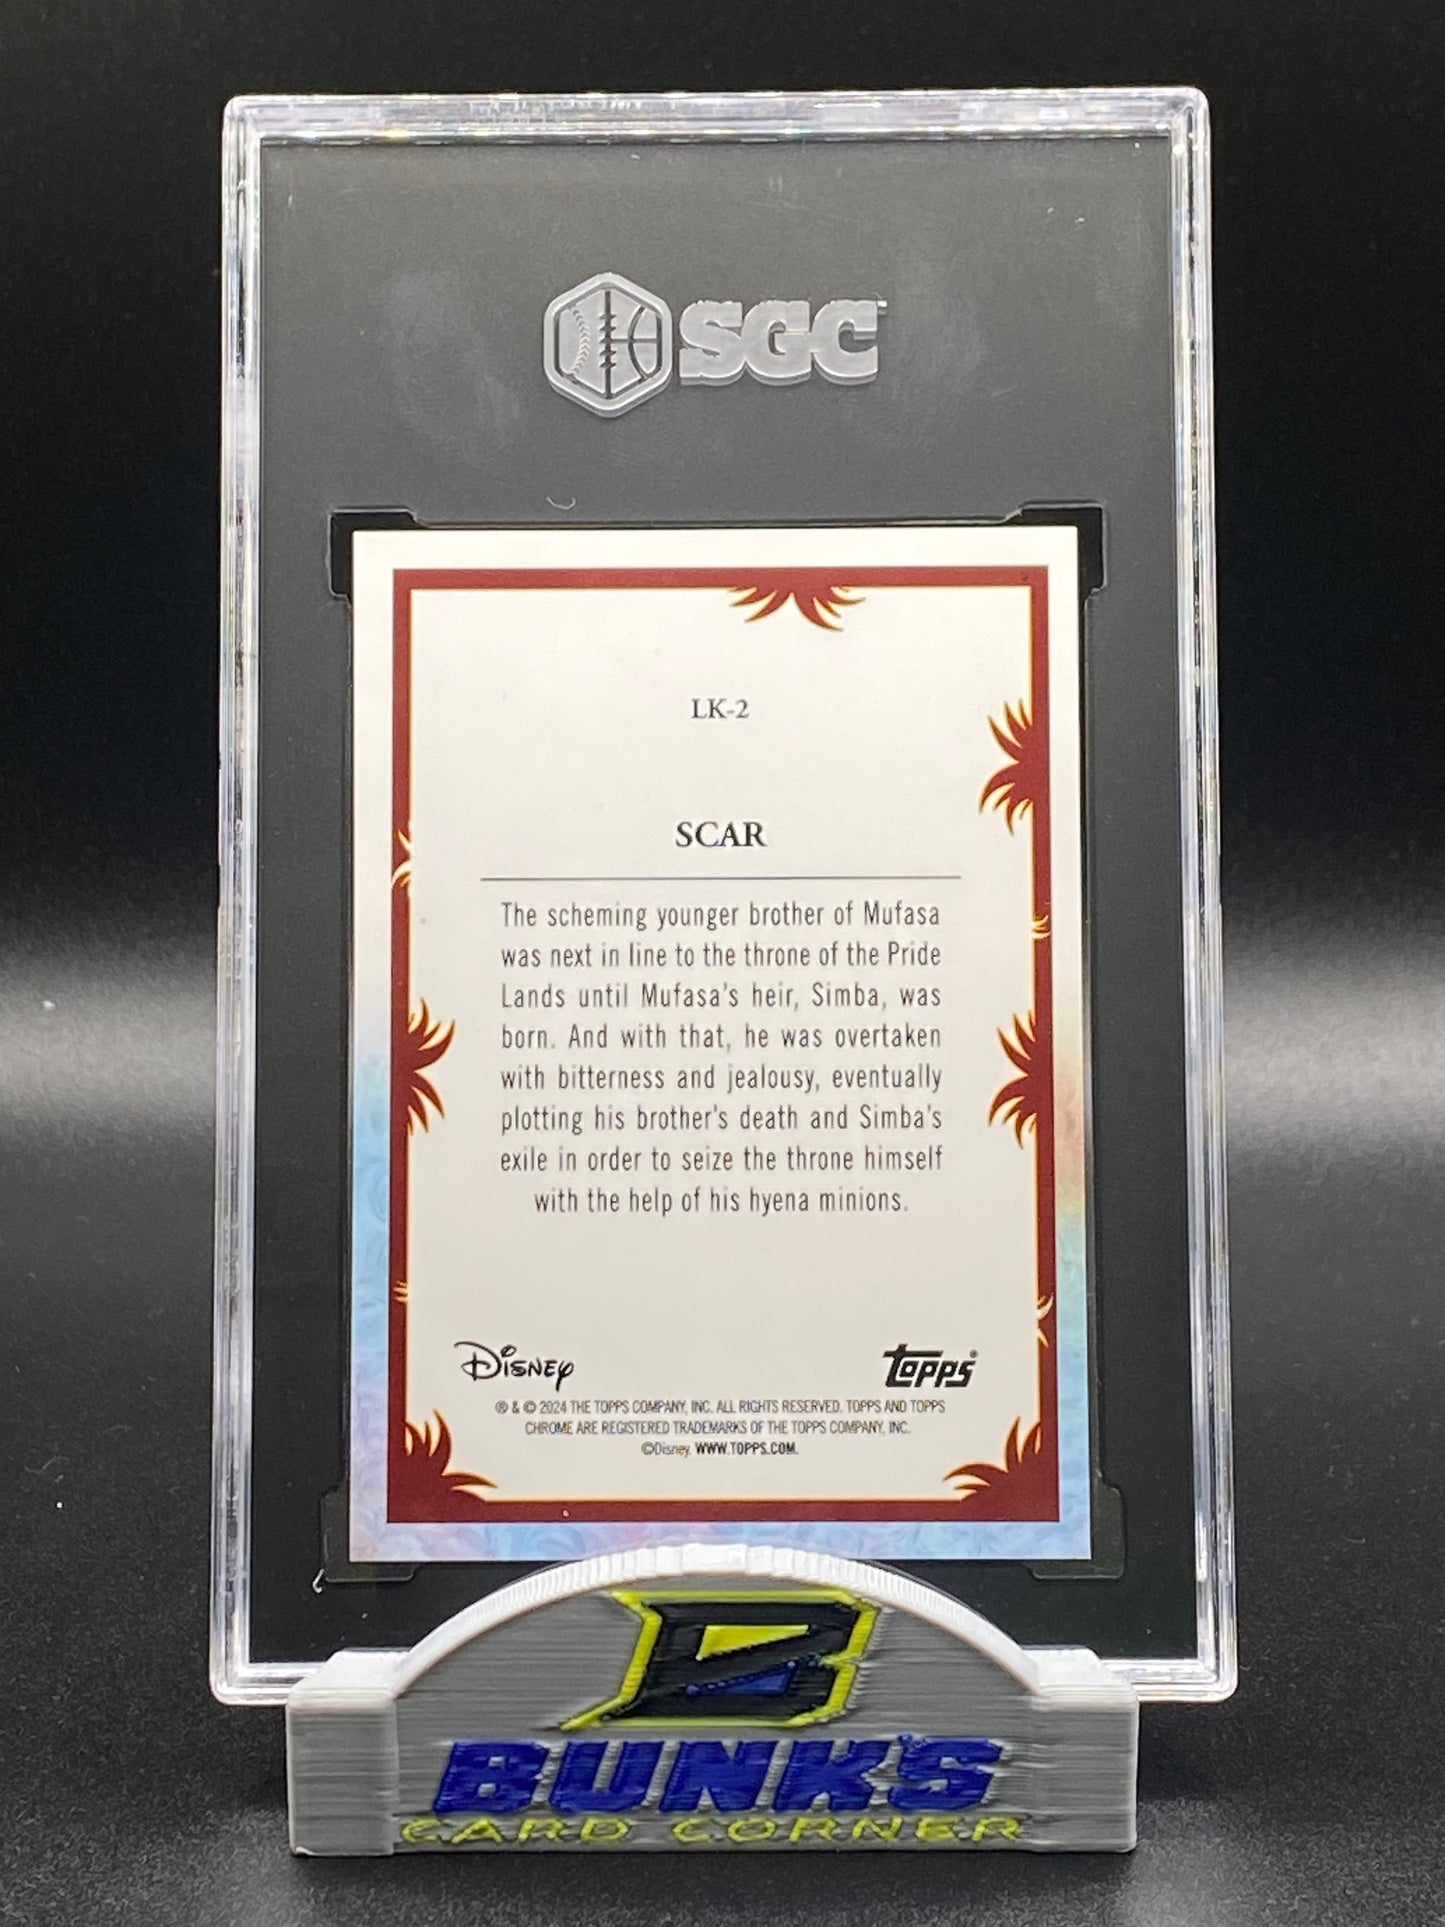 SGC
LK-2
SCAR
The scheming younger brother of Mufasa
was next in line to the throne of the Pride
Lands until Mufasa's heir, Simba, was
born. And with that, he was overtaken
with bitterness and jealousy, eventually
plotting his brother's death and Simba's
exile in order to seize the throne himself
with the help of his hyena minions.
Disney
topps®
® & © 2024 THE TOPPS COMPANY, INC. ALL RIGHTS RESERVED. TOPPS AND TOPPS
CHROME ARE REGISTERED TRADEMARKS OF THE TOPPS COMPANY, INC.
©Disney. WWW.TOPPS.COM.
B
BUNK'S
CARD CORNER